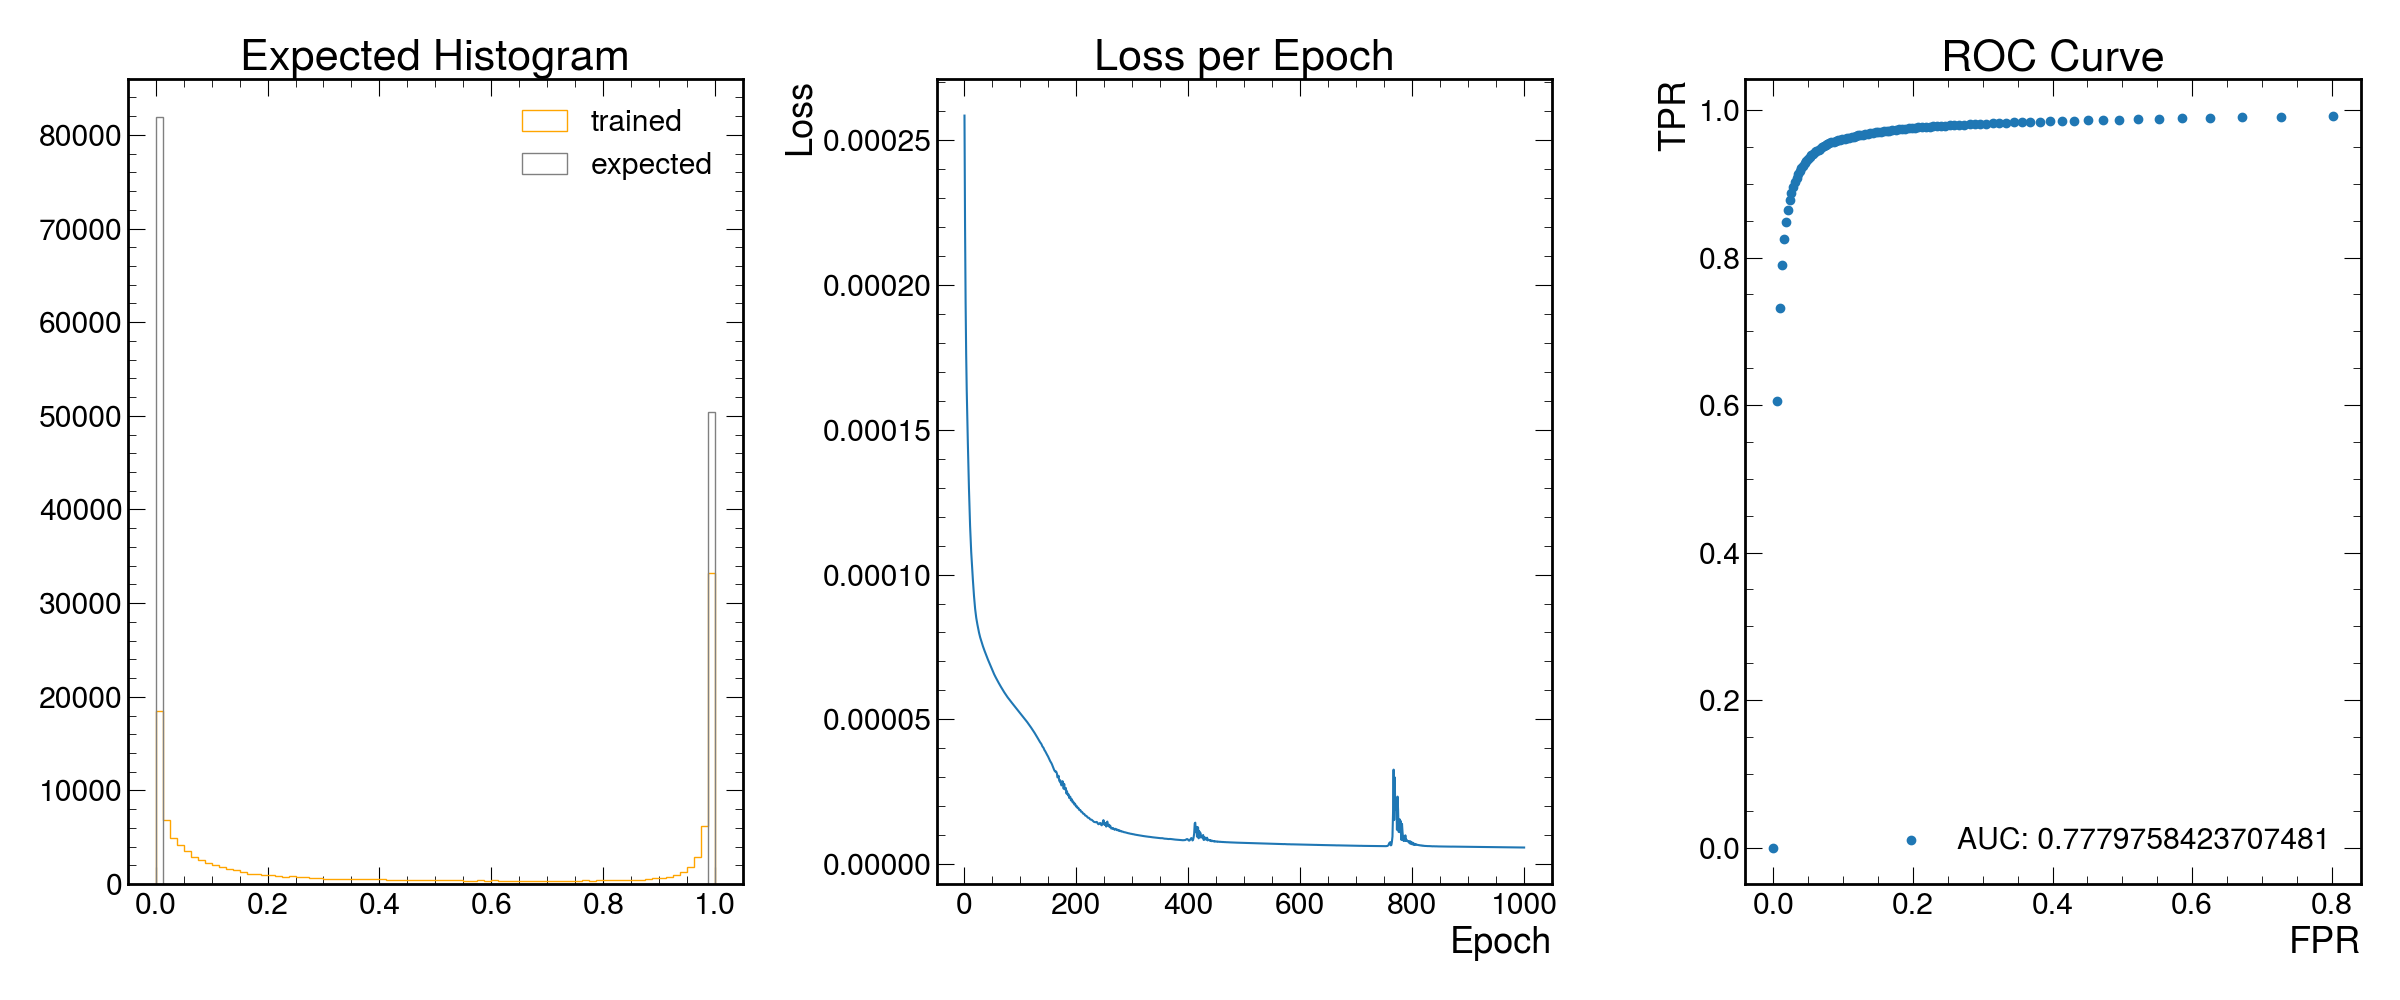 Expected Histogram
trained
expected
80000
70000
60000
50000
40000
30000
20000
10000
0
0.0 0.2 0.4 0.6 0.8 1.0
Loss per Epoch
Loss
0.00025
0.00020
0.00015
0.00010
0.00005
0.00000
0 200 400 600 800 1000
Epoch
ROC Curve
TPR
1.0
0.8
0.6
0.4
0.2
0.0
AUC: 0.7779758423707481
0.0 0.2 0.4 0.6 0.8
FPR